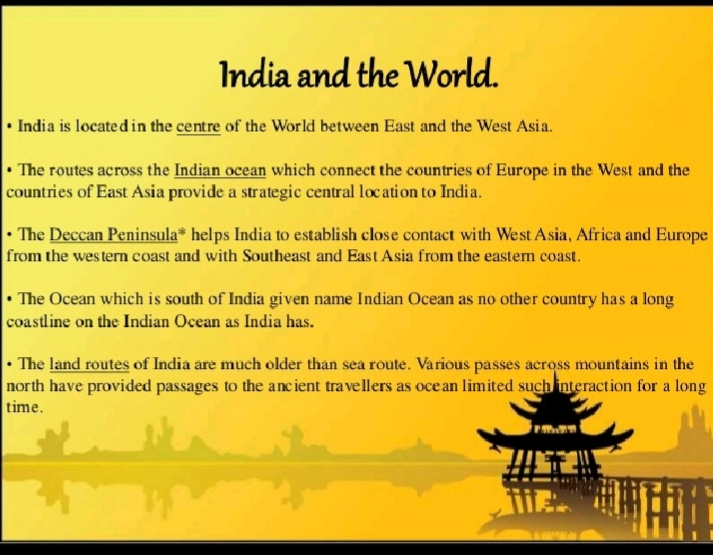 India and the World.
• India is located in the centre of the World between East and the West Asia.
• The routes across the Indian ocean which connect the countries of Europe in the West and the
countries of East Asia provide a strategic central location to India.
• The Deccan Peninsula* helps India to establish close contact with West Asia, Africa and Europe
from the western coast and with Southeast and East Asia from the eastern coast.
• The Ocean which is south of India given name Indian Ocean as no other country has a long
coastline on the Indian Ocean as India has.
• The land routes of India are much older than sea route. Various passes across mountains in the
north have provided passages to the ancient travellers as ocean limited such interaction for a long
time.